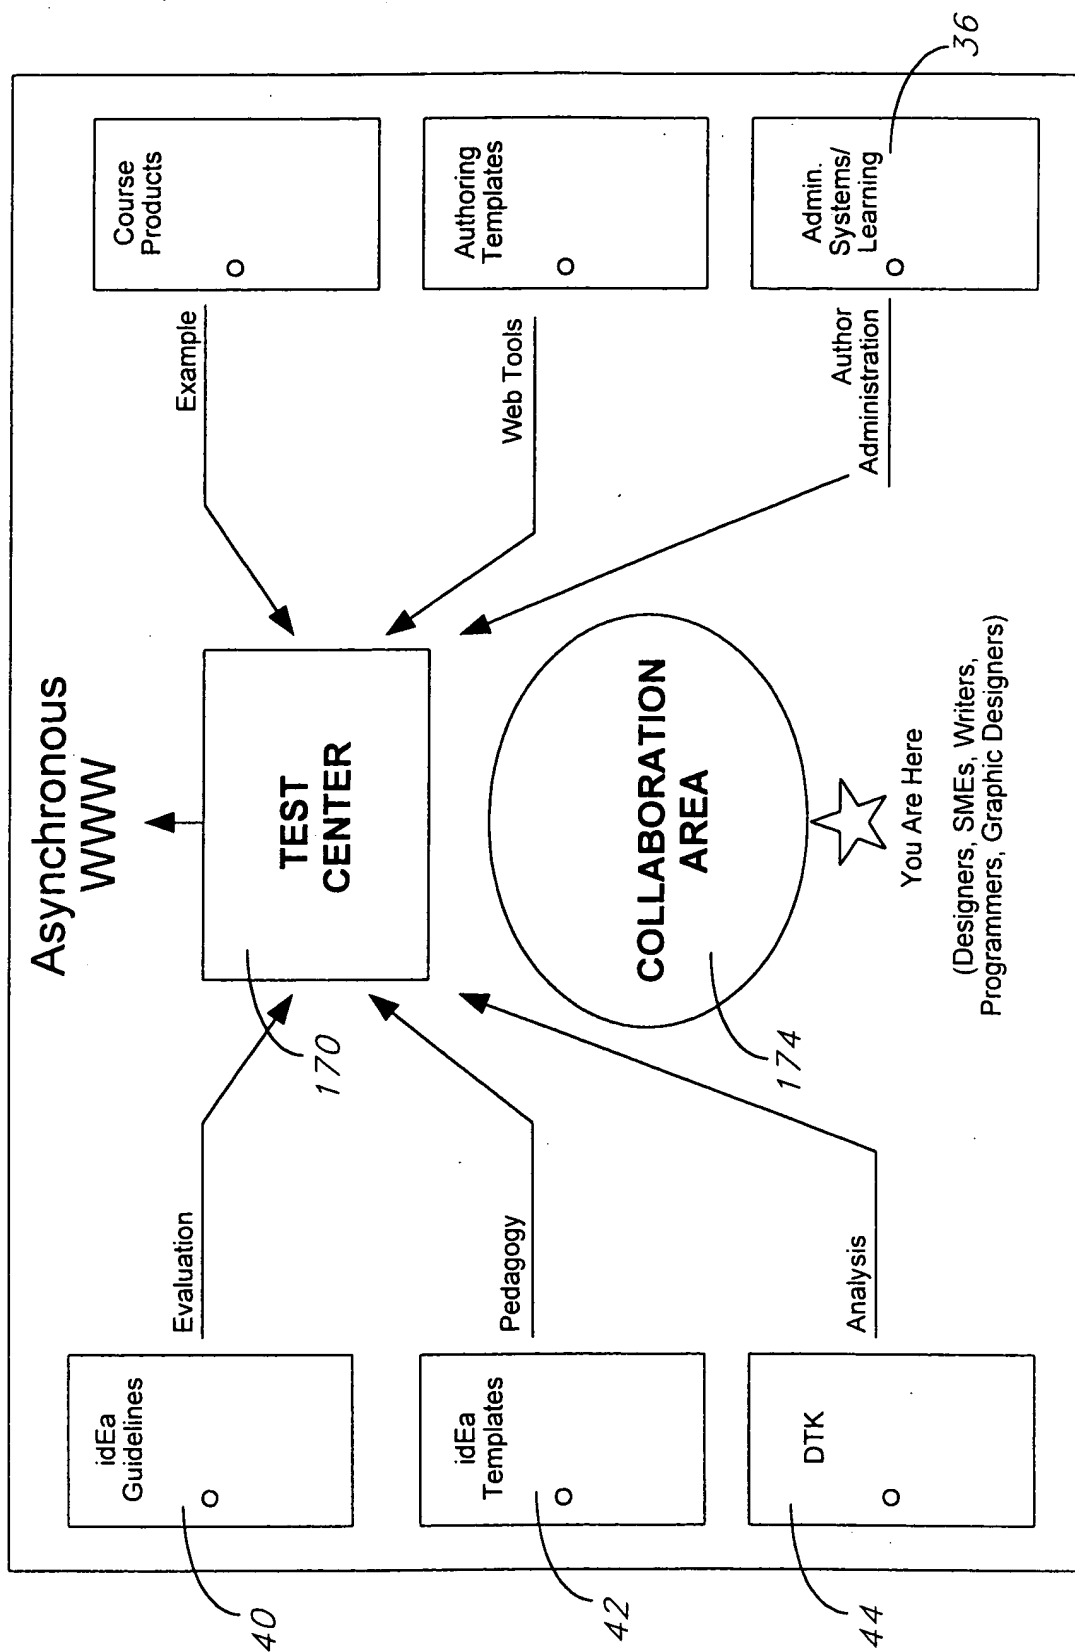 Asynchronous
WWW
idEa
Guidelines
40
Evaluation
170
TEST
CENTER
Example
Course
Products
idEa
Templates
42
Pedagogy
Web Tools
Authoring
Templates
DTK
44
Analysis
174
COLLABORATION
AREA
Author
Administration
Admin.
Systems/
Learning
36
You Are Here
(Designers, SMEs, Writers,
Programmers, Graphic Designers)